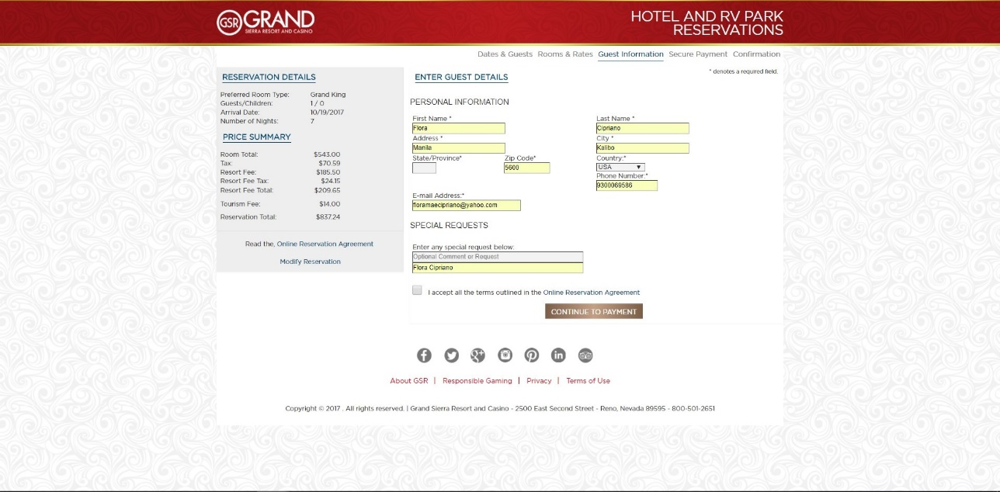 GSR GRAND
SIERRA RESORT AND CASINO
HOTEL AND RV PARK
RESERVATIONS
Dates & Guests Rooms & Rates Guest Information Secure Payment Confirmation
RESERVATION DETAILS
Preferred Room Type: Grand King
Guests/Children: 1 / 0
Arrival Date: 10/19/2017
Number of Nights: 7
PRICE SUMMARY
Room Total: $543.00
Tax: $70.59
Resort Fee: $185.50
Resort Fee Tax: $24.15
Resort Fee Total: $209.65
Tourism Fee: $14.00
Reservation Total: $837.24
Read the, Online Reservation Agreement
Modify Reservation
ENTER GUEST DETAILS
* denotes a required field.
PERSONAL INFORMATION
First Name * Last Name *
Flora Cipriano
Address * City *
Manila Kalibo
State/Province* Zip Code* Country:*
5600 USA
Phone Number:*
9300069586
E-mail Address:*
floramaecipriano@yahoo.com
SPECIAL REQUESTS
Enter any special request below:
Optional Comment or Request
Flora Cipriano
I accept all the terms outlined in the Online Reservation Agreement
CONTINUE TO PAYMENT
About GSR | Responsible Gaming | Privacy | Terms of Use
Copyright © 2017 . All rights reserved. | Grand Sierra Resort and Casino - 2500 East Second Street - Reno, Nevada 89595 - 800-501-2651